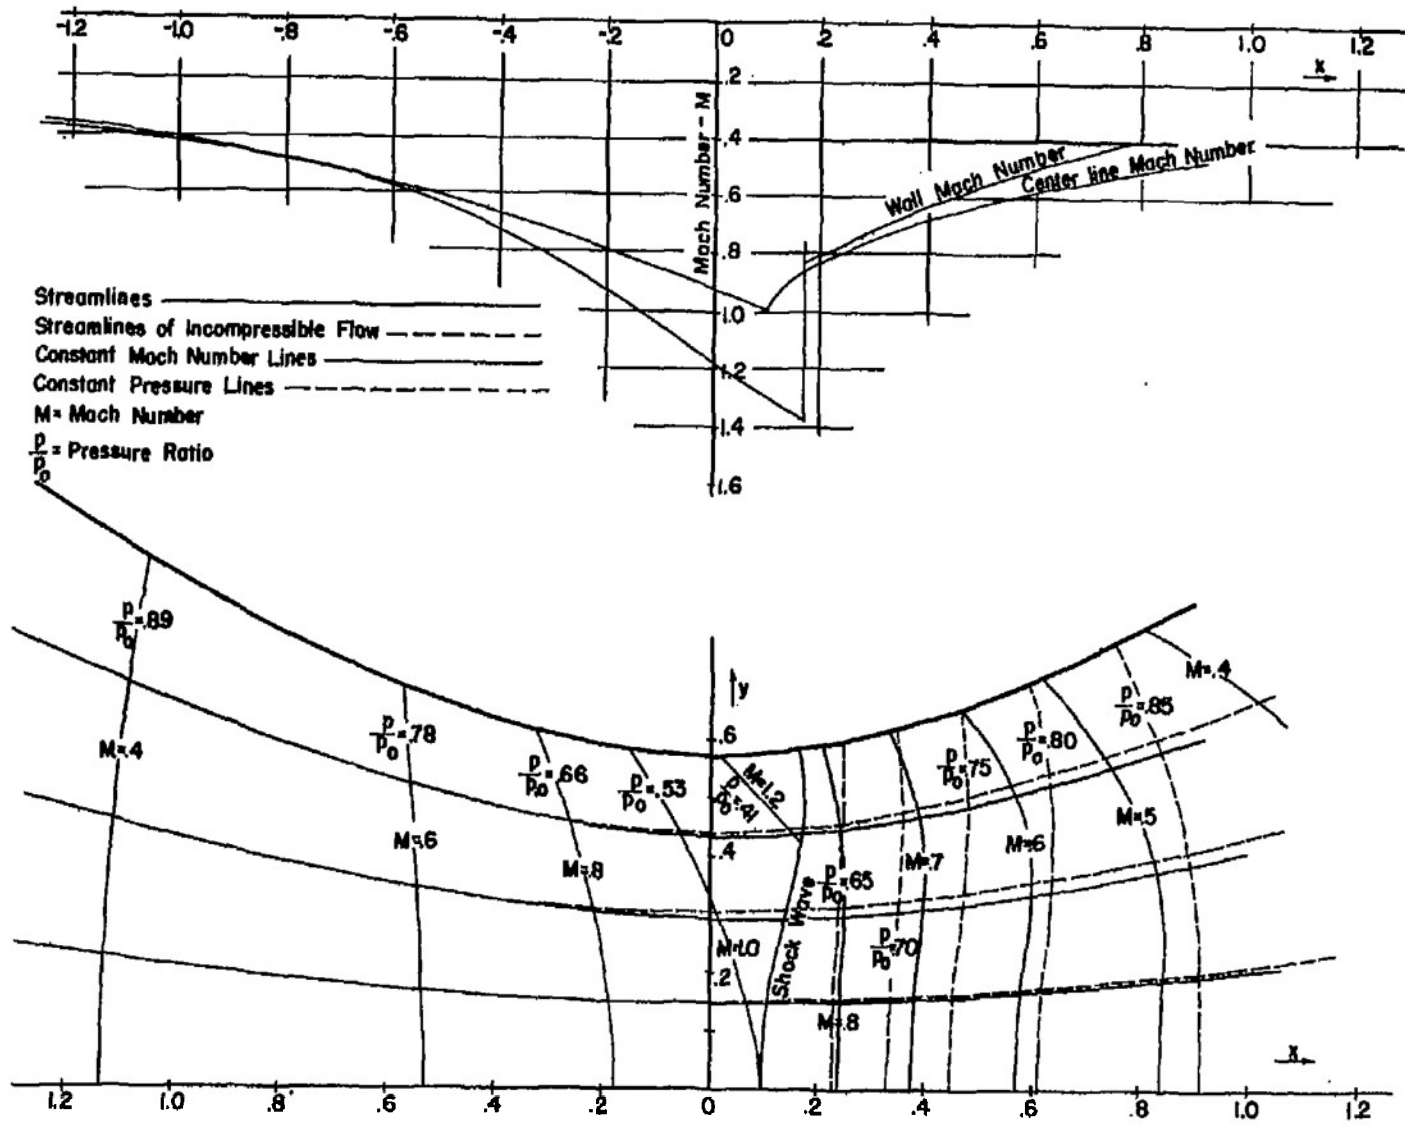 -1.2 -1.0 -.8 -.6 -.4 -.2 0 .2 .4 .6 .8 1.0 1.2
x
Mach Number - M
.2
.4
.6
.8
1.0
1.2
1.4
1.6
Wall Mach Number
Center line Mach Number
Streamlines
Streamlines of Incompressible Flow
Constant Mach Number Lines
Constant Pressure Lines
M= Mach Number
p/p₀ = Pressure Ratio
p/p₀=.89
M=.4
p/p₀=.78
M=.6
p/p₀=.66
M=.8
p/p₀=.53
M=1.0
M=1.2
p/p₀=.41
y
.6
.4
.2
Shock Wave
p/p₀=.65
M=.8
p/p₀=.70
M=.7
p/p₀=.75
M=.6
p/p₀=.80
M=.5
p/p₀=.85
M=.4
x
1.2 1.0 .8 .6 .4 .2 0 .2 .4 .6 .8 1.0 1.2